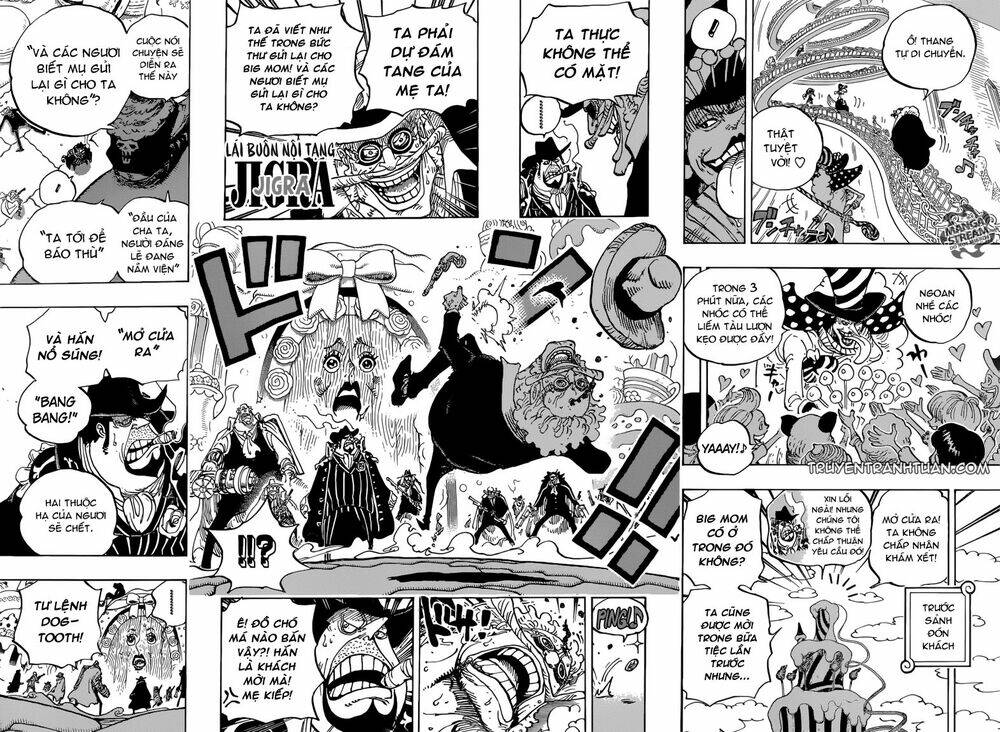 Ồ! THANG
TỰ DI CHUYỂN.
THẬT
TUYỆT
VỜI! ♡
MANGA
STREAM
NGOAN
NHÉ CÁC
NHÓC!
TRONG 3
PHÚT NỮA, CÁC
NHÓC CÓ THỂ
LIẾM TÀU LƯỢN
KẸO ĐƯỢC ĐẤY!
YAAAY!♪
TRUYENTRANHTUAN.COM
TRƯỚC
SẢNH
ĐÓN
KHÁCH
MỞ CỬA RA!
TA KHÔNG
CHẤP NHẬN
KHÁM XÉT!
XIN LỖI
NGÀI! NHƯNG
CHÚNG TÔI
KHÔNG THỂ
CHẤP THUẬN
YÊU CẦU ĐÓ!
BIG MOM
CÓ Ở
TRONG ĐÓ
KHÔNG?
TA CŨNG
ĐƯỢC MỜI
TRONG BỮA
TIỆC LẦN
TRƯỚC
NHƯNG...
TA THỰC
KHÔNG THỂ
CÓ MẶT!
TA PHẢI
DỰ ĐÁM
TANG CỦA
MẸ TA!
TA ĐÃ VIẾT NHƯ
THẾ TRONG BỨC
THƯ GỬI LẠI CHO
BIG MOM! VÀ CÁC
NGƯƠI BIẾT MỤ GỬI
LẠI GÌ CHO TA
KHÔNG?
LÁI BUÔN NỘI TẠNG
JIGRA
JIGRA
ドド
!!
!!?
PING!
ドサ!!
Ê! ĐỒ CHÓ
MÁ NÀO BẮN
VẬY?! HẮN
LÀ KHÁCH
MỜI MÀ!
MẸ KIẾP!
CUỘC NÓI
CHUYỆN SẼ
DIỄN RA
THẾ NÀY
"VÀ CÁC NGƯƠI
BIẾT MỤ GỬI
LẠI GÌ CHO TA
KHÔNG"?
"ĐẦU CỦA
CHA TA,
NGƯỜI ĐÁNG
LẼ ĐANG
NẰM VIỆN"
"TA TỚI ĐỂ
BÁO THÙ"
"MỞ CỬA
RA"
VÀ HẮN
NỔ SÚNG!
"BANG
BANG!"
HAI THUỘC
HẠ CỦA NGƯƠI
SẼ CHẾT.
TƯ LỆNH
DOG-
TOOTH!